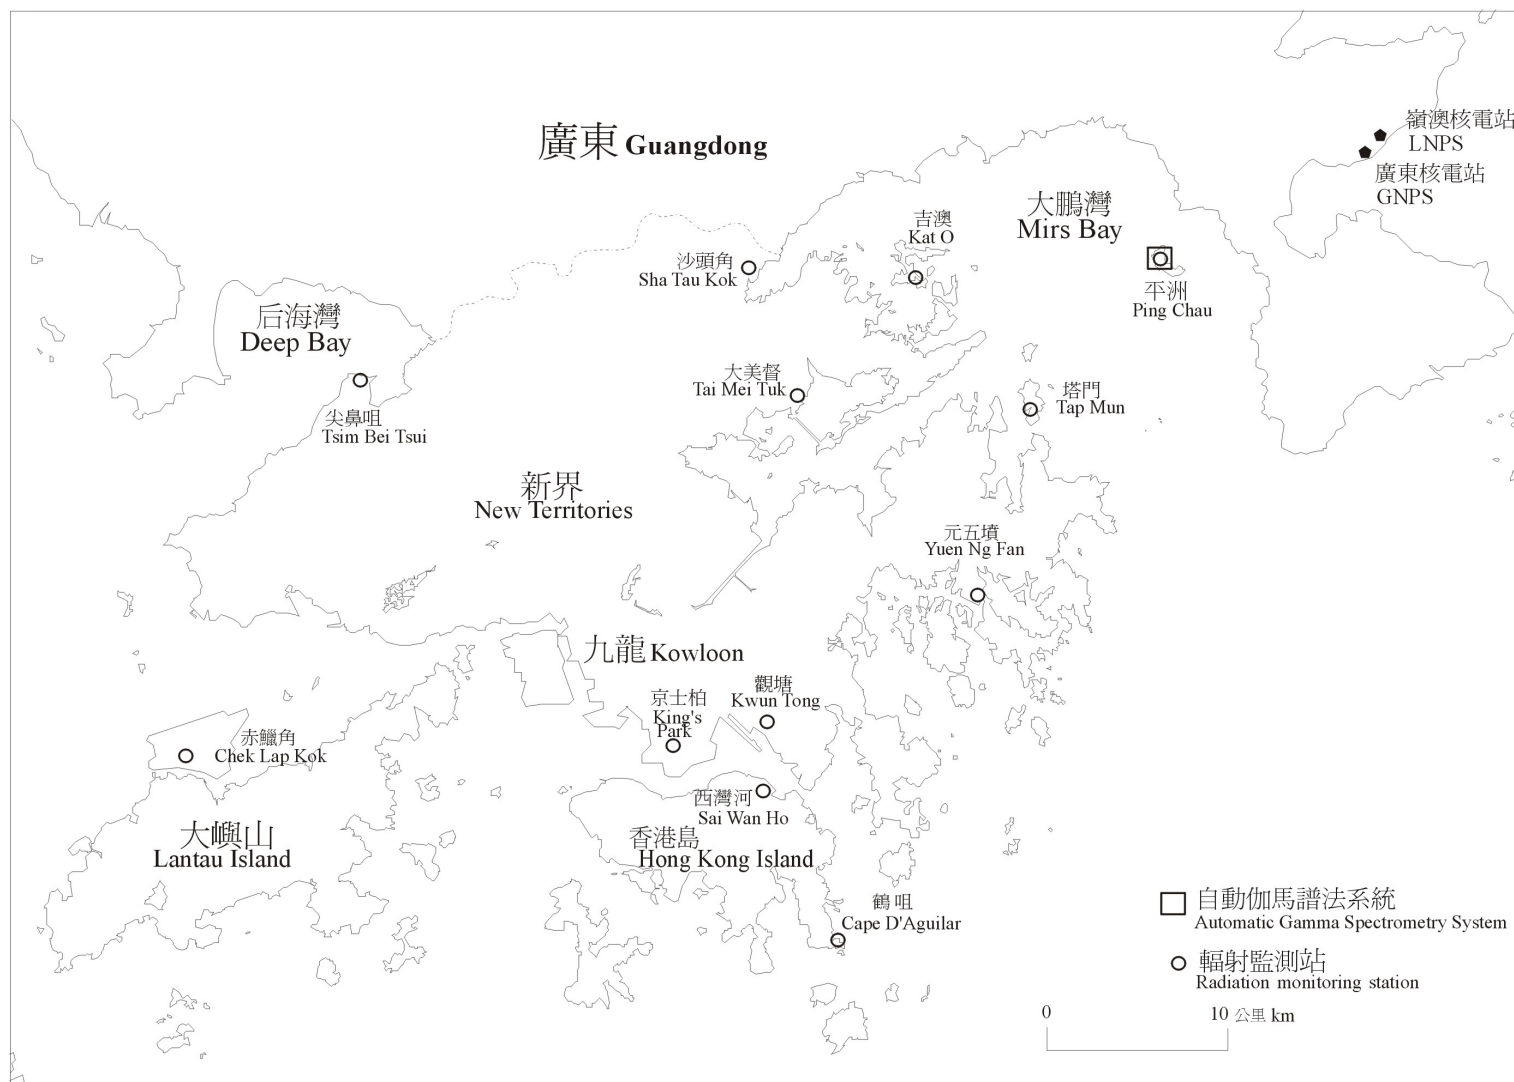 廣東 Guangdong
嶺澳核電站
LNPS
廣東核電站
GNPS
大鵬灣
Mirs Bay
吉澳
Kat O
沙頭角
Sha Tau Kok
平洲
Ping Chau
后海灣
Deep Bay
大美督
Tai Mei Tuk
塔門
Tap Mun
尖鼻咀
Tsim Bei Tsui
新界
New Territories
元五墳
Yuen Ng Fan
九龍 Kowloon
觀塘
Kwun Tong
京士柏
King's
Park
赤鱲角
Chek Lap Kok
西灣河
Sai Wan Ho
大嶼山
Lantau Island
香港島
Hong Kong Island
鶴咀
Cape D'Aguilar
自動伽馬譜法系統
Automatic Gamma Spectrometry System
輻射監測站
Radiation monitoring station
0 10 公里 km